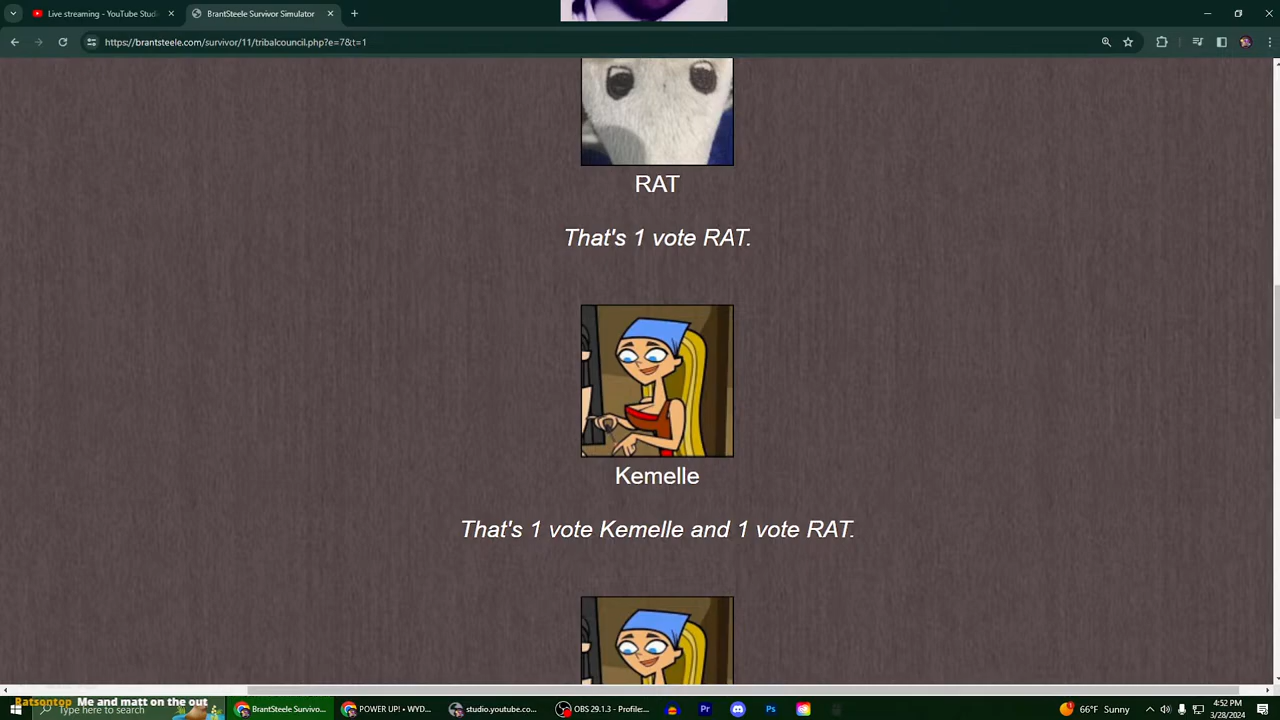 Live streaming - YouTube Stud
BrantSteele Survivor Simulator
https://brantsteele.com/survivor/11/tribalcouncil.php?e=7&t=1
RAT
That's 1 vote RAT.
Kemelle
That's 1 vote Kemelle and 1 vote RAT.
Ratsontop Me and matt on the out
Type here to search
BrantSteele Survivo...
POWER UP! • WYD...
studio.youtube.co...
OBS 29.1.3 - Profile:...
Pr
Ps
66°F Sunny
4:52 PM
3/28/2024